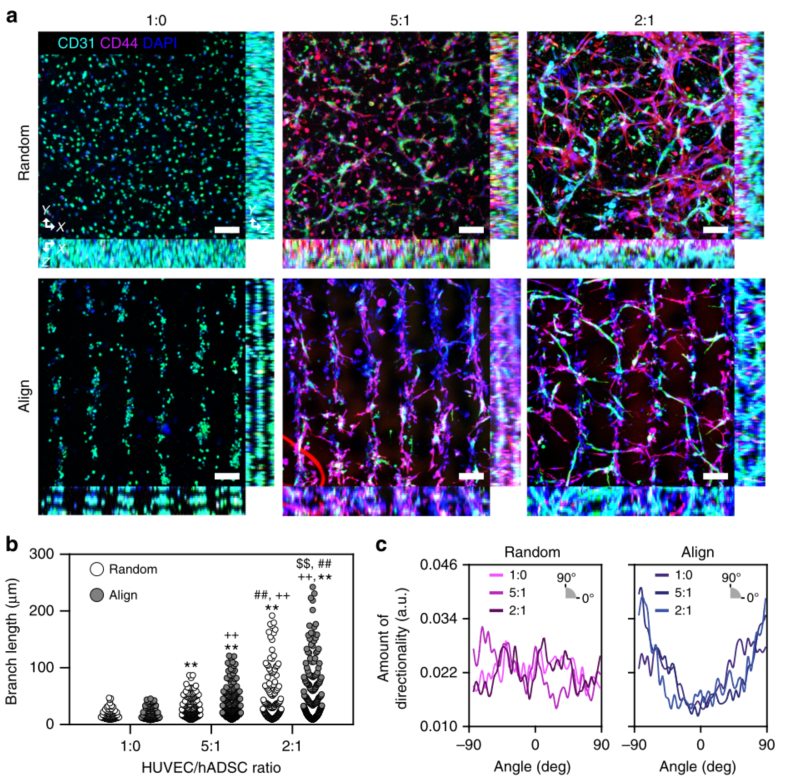 a
1:0 5:1 2:1
CD31 CD44 DAPI
Random
Y
X
Y
Z
X
Z
Align
b
300
200
100
0
Branch length (µm)
Random
Align
**
++
**
##, ++
**
$$, ##
++, **
1:0 5:1 2:1
HUVEC/hADSC ratio
c
Random Align
Amount of
directionality (a.u.)
0.046
0.034
0.022
0.010
1:0
5:1
2:1
90°
0°
1:0
5:1
2:1
90°
0°
−90 0 90 −90 0 90
Angle (deg) Angle (deg)